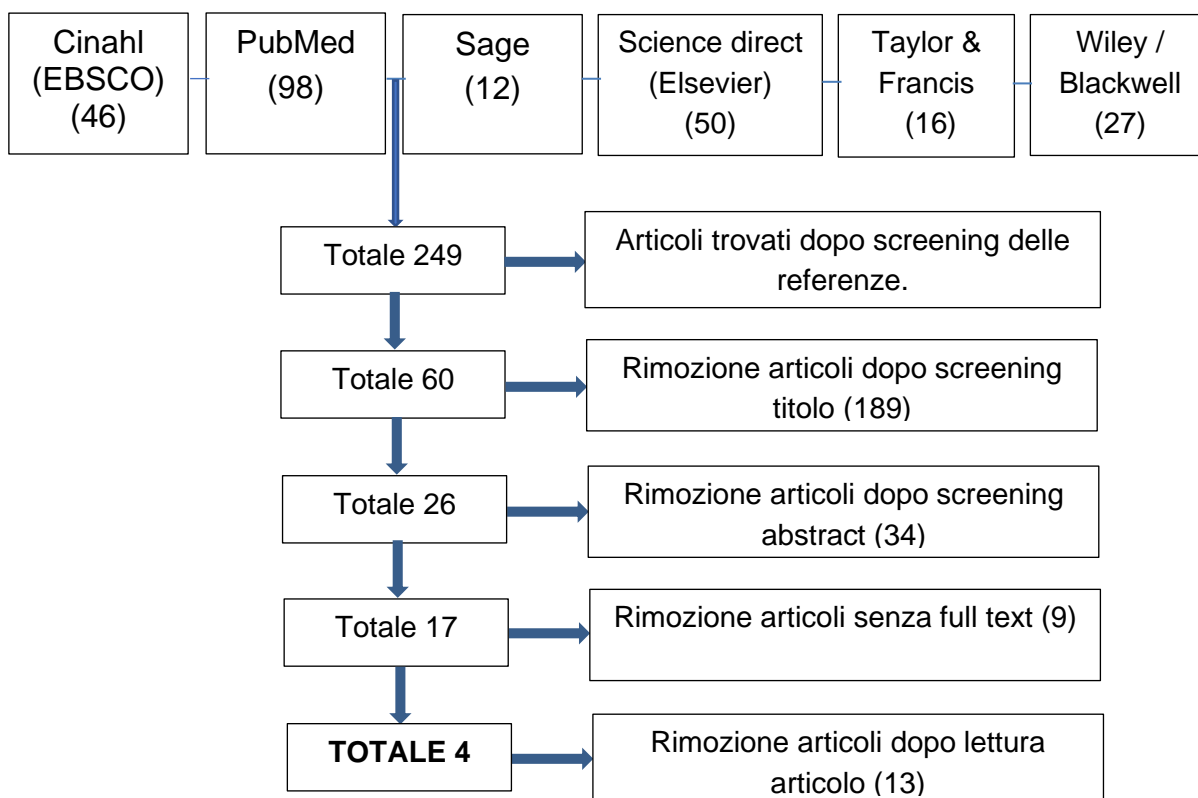 Cinahl
(EBSCO)
(46)
PubMed
(98)
Sage
(12)
Science direct
(Elsevier)
(50)
Taylor &
Francis
(16)
Wiley /
Blackwell
(27)
Totale 249
Articoli trovati dopo screening delle
referenze.
Totale 60
Rimozione articoli dopo screening
titolo (189)
Totale 26
Rimozione articoli dopo screening
abstract (34)
Totale 17
Rimozione articoli senza full text (9)
TOTALE 4
Rimozione articoli dopo lettura
articolo (13)